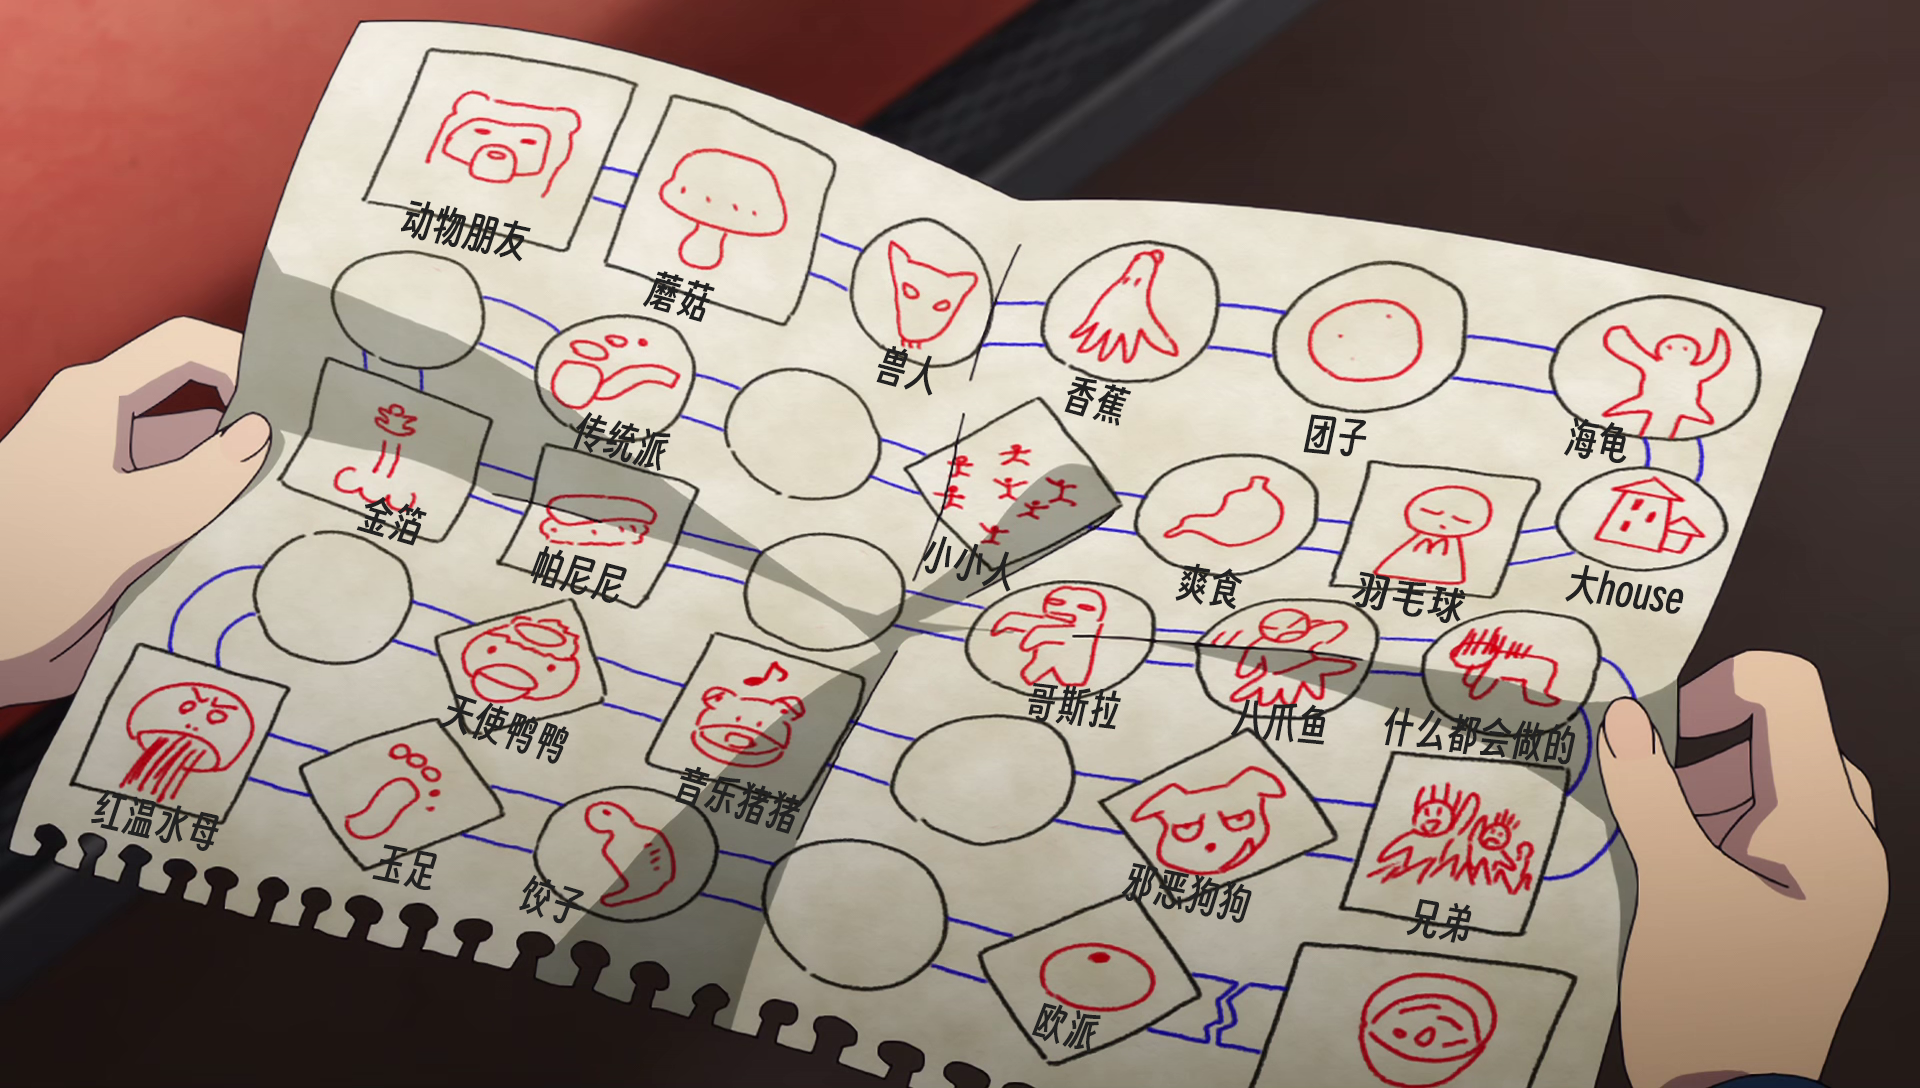 动物朋友
蘑菇
兽人
香蕉
团子
海龟
传统派
小小人
爽食
羽毛球
大house
金箔
帕尼尼
哥斯拉
八爪鱼
什么都会做的
天使鸭鸭
音乐猪猪
邪恶狗狗
兄弟
红温水母
玉足
饺子
欧派